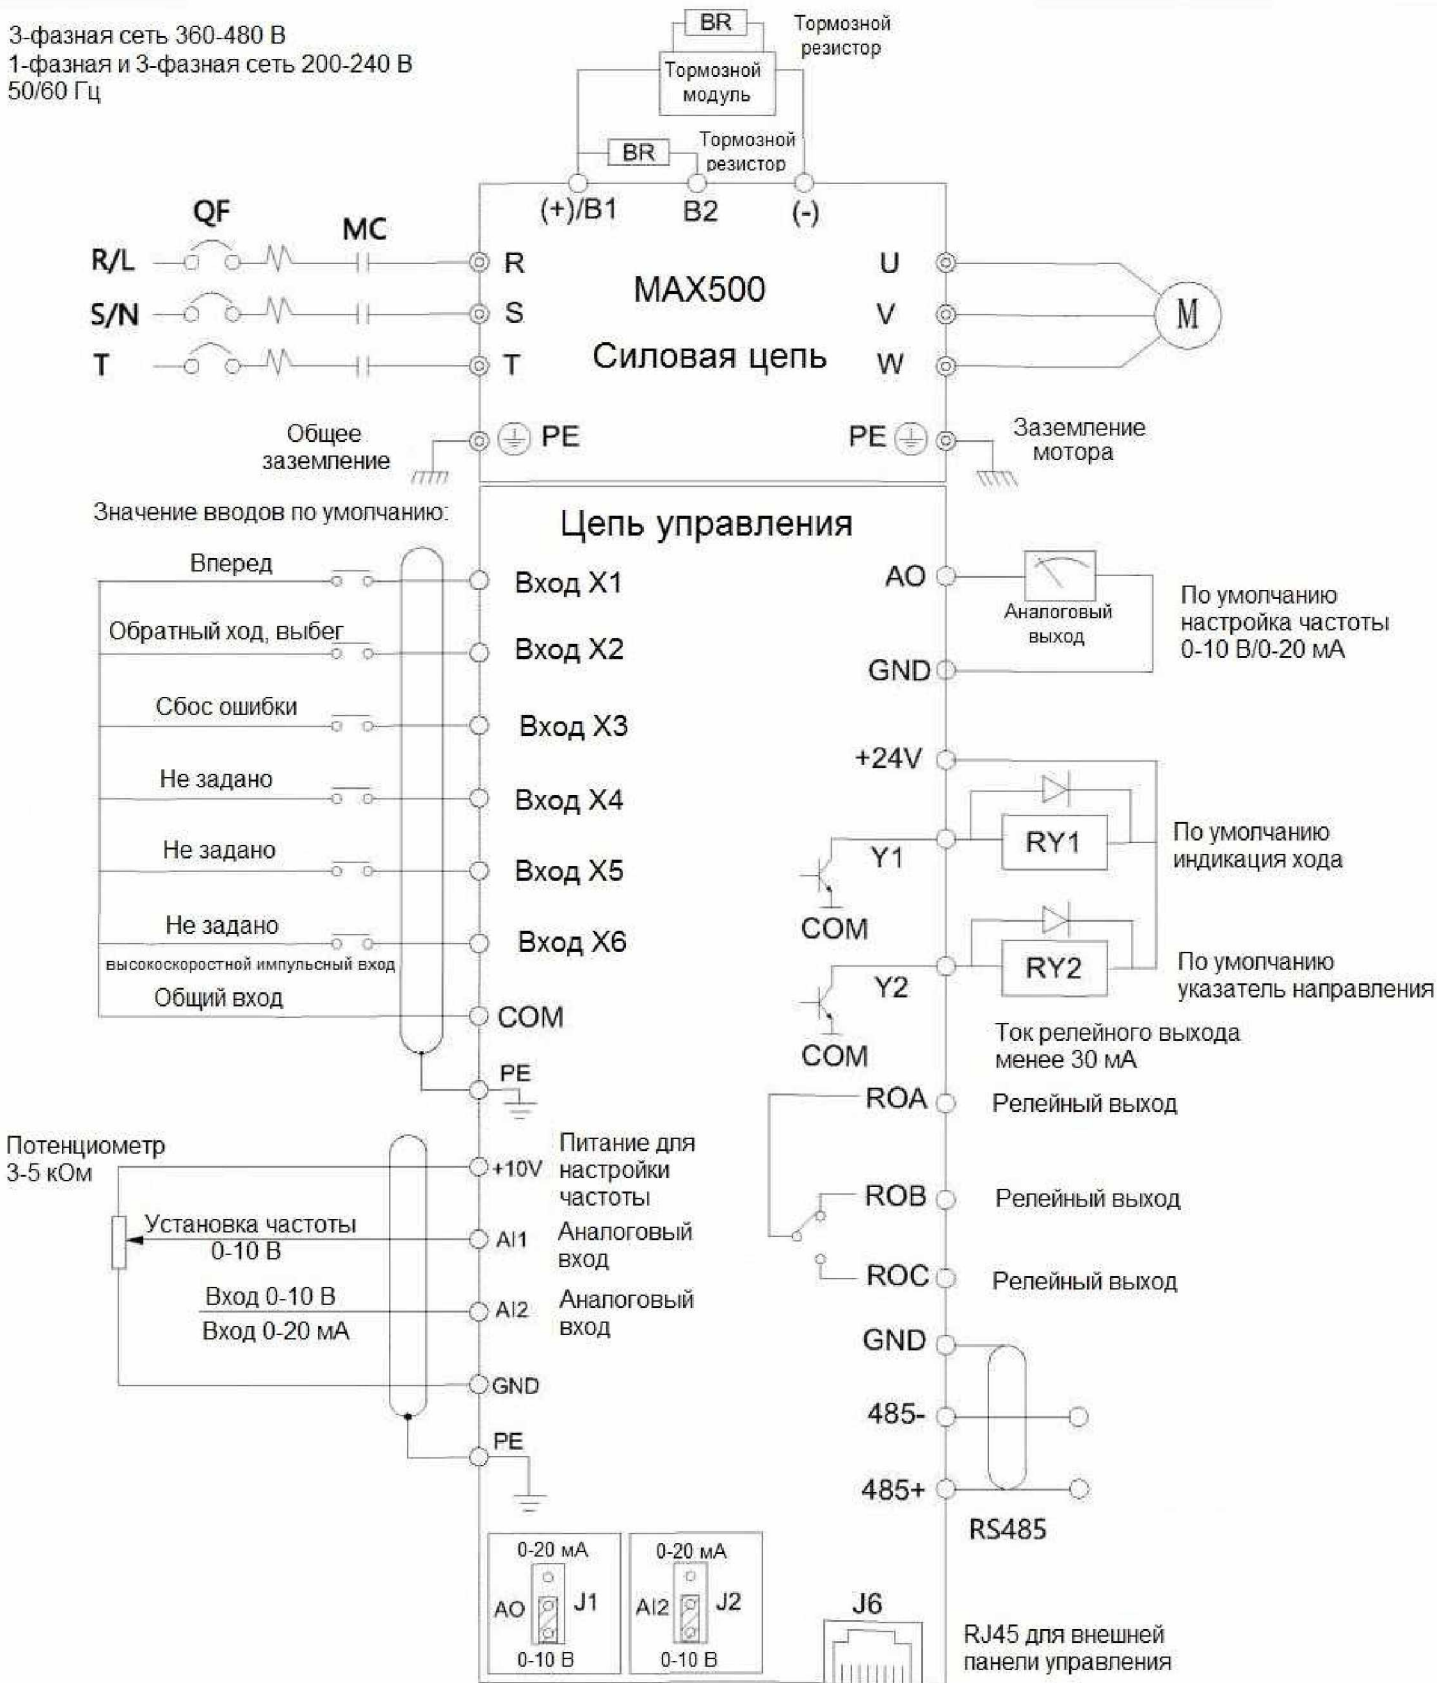 3-фазная сеть 360-480 В
1-фазная и 3-фазная сеть 200-240 В
50/60 Гц
BR
Тормозной
резистор
Тормозной
модуль
BR
Тормозной
резистор
(+)/B1
B2
(-)
QF
MC
R/L
R
MAX500
U
S/N
S
V
M
T
T
Силовая цепь
W
Общее
заземление
PE
PE
Заземление
мотора
Значение вводов по умолчанию:
Цепь управления
Вперед
Вход X1
Обратный ход, выбег
Вход X2
Сбос ошибки
Вход X3
Не задано
Вход X4
Не задано
Вход X5
Не задано
Вход X6
высокоскоростной импульсный вход
Общий вход
COM
PE
AO
Аналоговый
выход
По умолчанию
настройка частоты
0-10 В/0-20 мА
GND
+24V
Y1
RY1
По умолчанию
индикация хода
COM
Y2
RY2
По умолчанию
указатель направления
COM
Ток релейного выхода
менее 30 мА
ROA
Релейный выход
ROB
Релейный выход
ROC
Релейный выход
Потенциометр
3-5 кОм
+10V
Питание для
настройки
частоты
Установка частоты
0-10 В
AI1
Аналоговый
вход
Вход 0-10 В
Вход 0-20 мА
AI2
Аналоговый
вход
GND
PE
GND
485-
485+
RS485
0-20 мА
AO
J1
0-10 В
0-20 мА
AI2
J2
0-10 В
J6
RJ45 для внешней
панели управления